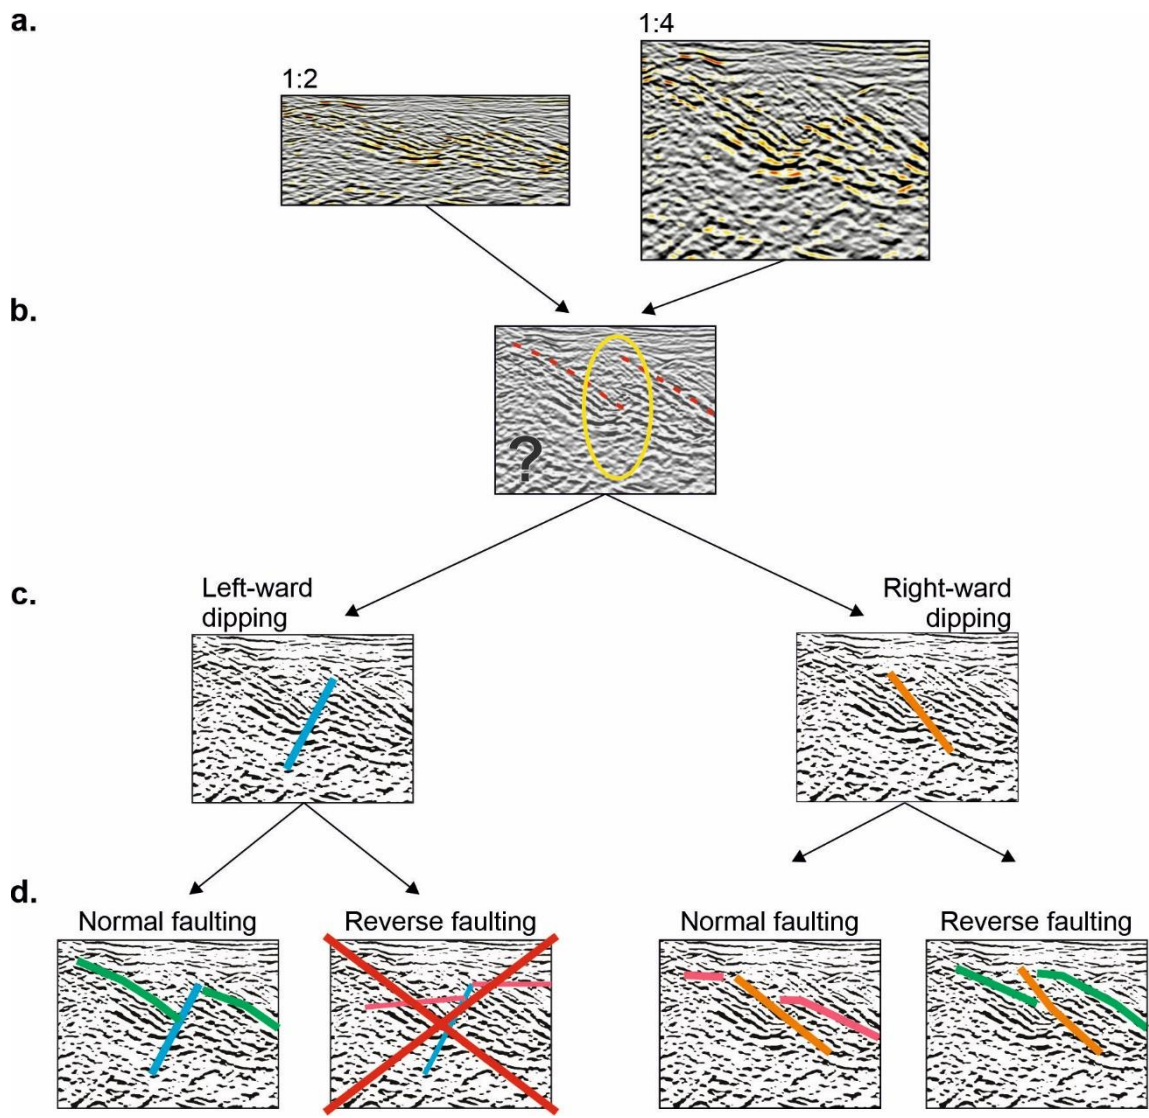 a.
1:2
1:4
b.
?
c.
Left-ward
dipping
Right-ward
dipping
d.
Normal faulting
Reverse faulting
Normal faulting
Reverse faulting